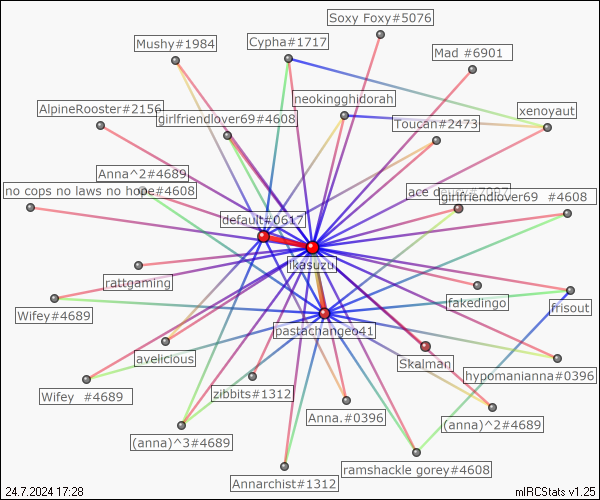 Soxy Foxy#5076
Mushy#1984
Cypha#1717
Mad #6901
neokingghidorah
AlpineRooster#2156
girlfriendlover69#4608
xenoyaut
Toucan#2473
Anna^2#4689
no cops no laws no hope#4608
ace
girlfriendlover69 #4608
default#0617
ikasuzu
rattgaming
fakedingo
frisout
Wifey#4689
pastachangeo41
avelicious
Skalman
hypomanianna#0396
Wifey #4689
zibbits#1312
Anna.#0396
(anna)^2#4689
(anna)^3#4689
ramshackle gorey#4608
Annarchist#1312
24.7.2024 17:28
mIRCStats v1.25